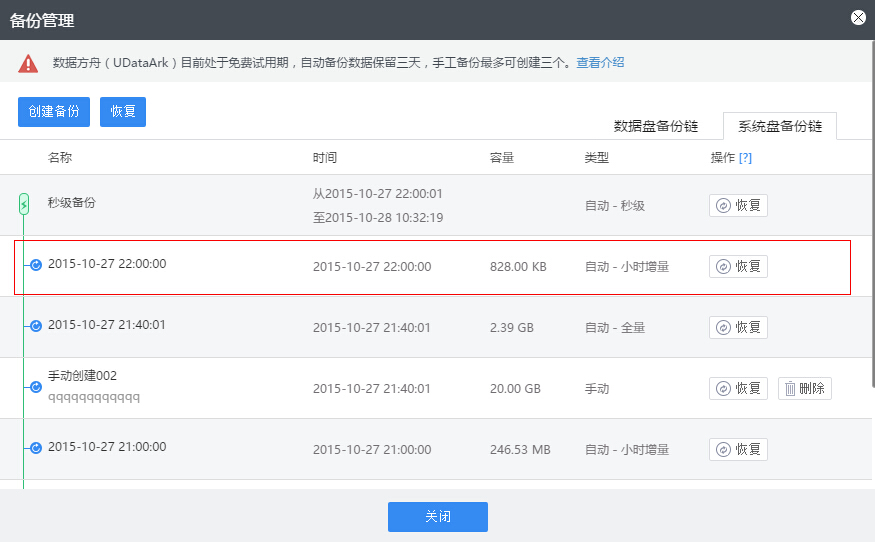 备份管理
数据方舟（UDataArk）目前处于免费试用期，自动备份数据保留三天，手工备份最多可创建三个。查看介绍
创建备份 恢复
数据盘备份链 系统盘备份链
名称 时间 容量 类型 操作 [?]
秒级备份 从2015-10-27 22:00:01 至2015-10-28 10:32:19 自动 - 秒级 恢复
2015-10-27 22:00:00 2015-10-27 22:00:00 828.00 KB 自动 - 小时增量 恢复
2015-10-27 21:40:01 2015-10-27 21:40:01 2.39 GB 自动 - 全量 恢复
手动创建002 2015-10-27 21:40:01 20.00 GB 手动 恢复 删除
qqqqqqqqqqqq
2015-10-27 21:00:00 2015-10-27 21:00:00 246.53 MB 自动 - 小时增量 恢复
关闭